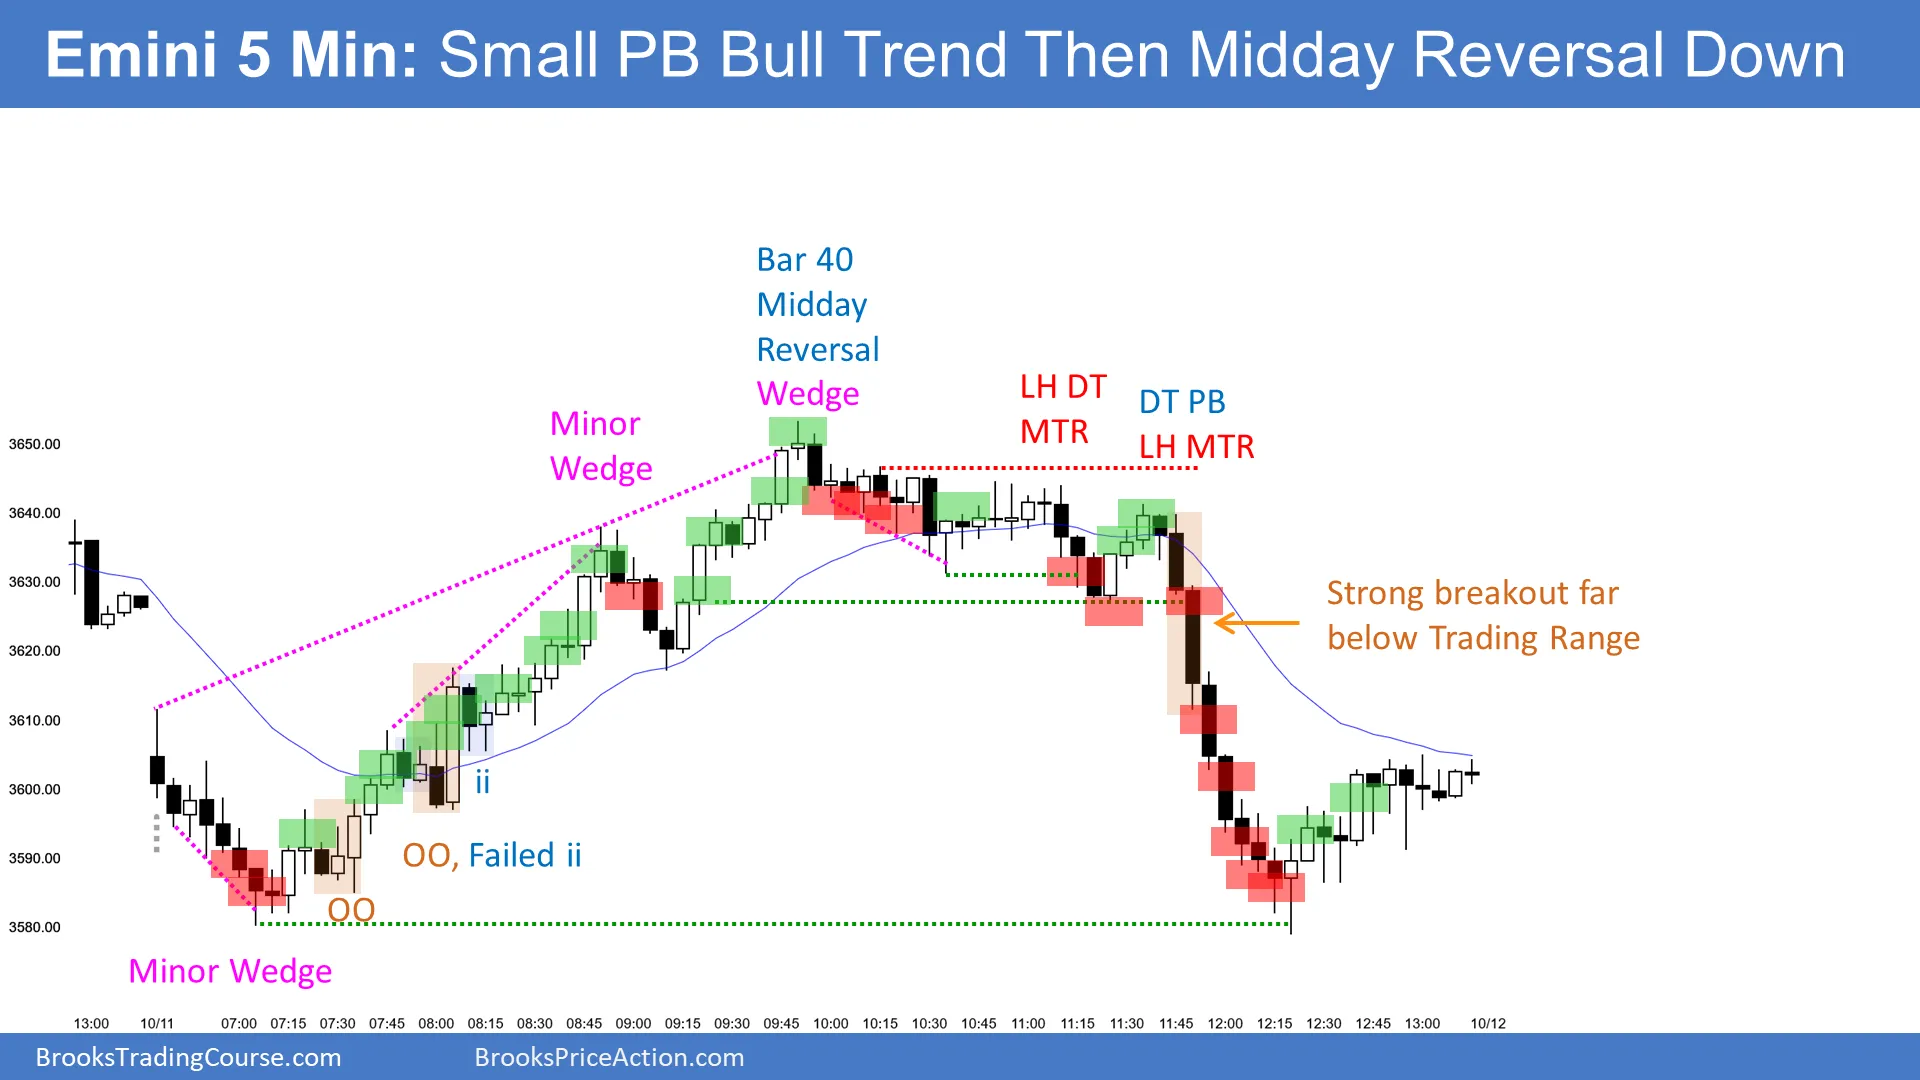 Emini 5 Min: Small PB Bull Trend Then Midday Reversal Down
Bar 40
Midday
Reversal
Wedge
Minor
Wedge
LH DT
MTR
DT PB
LH MTR
Strong breakout far
below Trading Range
ii
OO, Failed ii
OO
Minor Wedge
3650.00
3640.00
3630.00
3620.00
3610.00
3600.00
3590.00
3580.00
13:00 10/11 07:00 07:15 07:30 07:45 08:00 08:15 08:30 08:45 09:00 09:15 09:30 09:45 10:00 10:15 10:30 10:45 11:00 11:15 11:30 11:45 12:00 12:15 12:30 12:45 13:00 10/12
BrooksTradingCourse.com
BrooksPriceAction.com